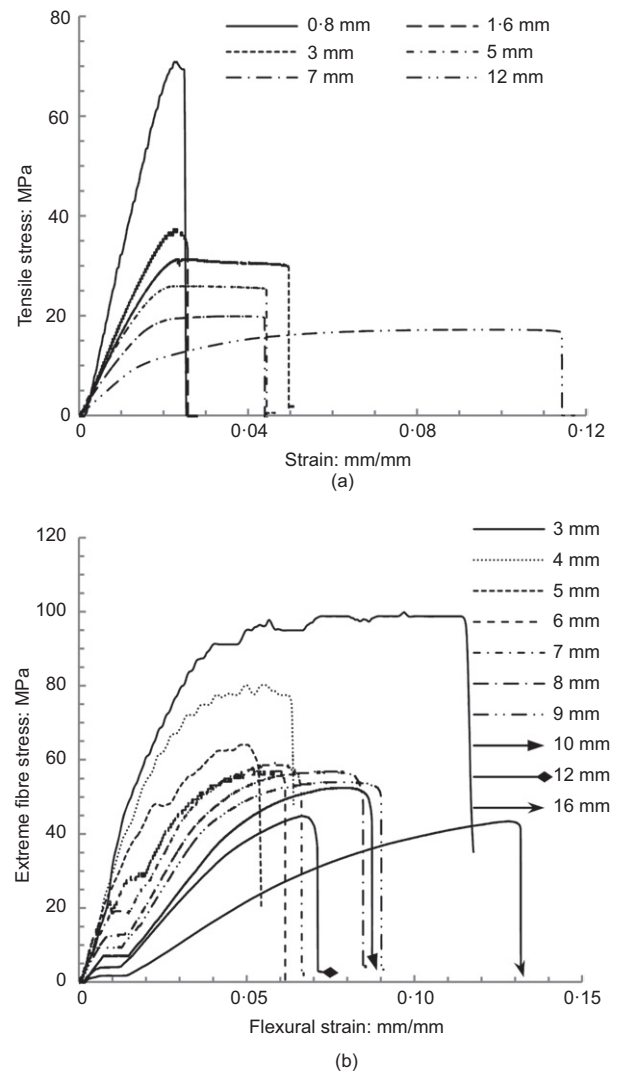 80
60
40
20
0
Tensile stress: MPa
0·8 mm
1·6 mm
3 mm
5 mm
7 mm
12 mm
0
0·04
0·08
0·12
Strain: mm/mm
(a)
120
100
80
60
40
20
0
Extreme fibre stress: MPa
3 mm
4 mm
5 mm
6 mm
7 mm
8 mm
9 mm
10 mm
12 mm
16 mm
0
0·05
0·10
0·15
Flexural strain: mm/mm
(b)